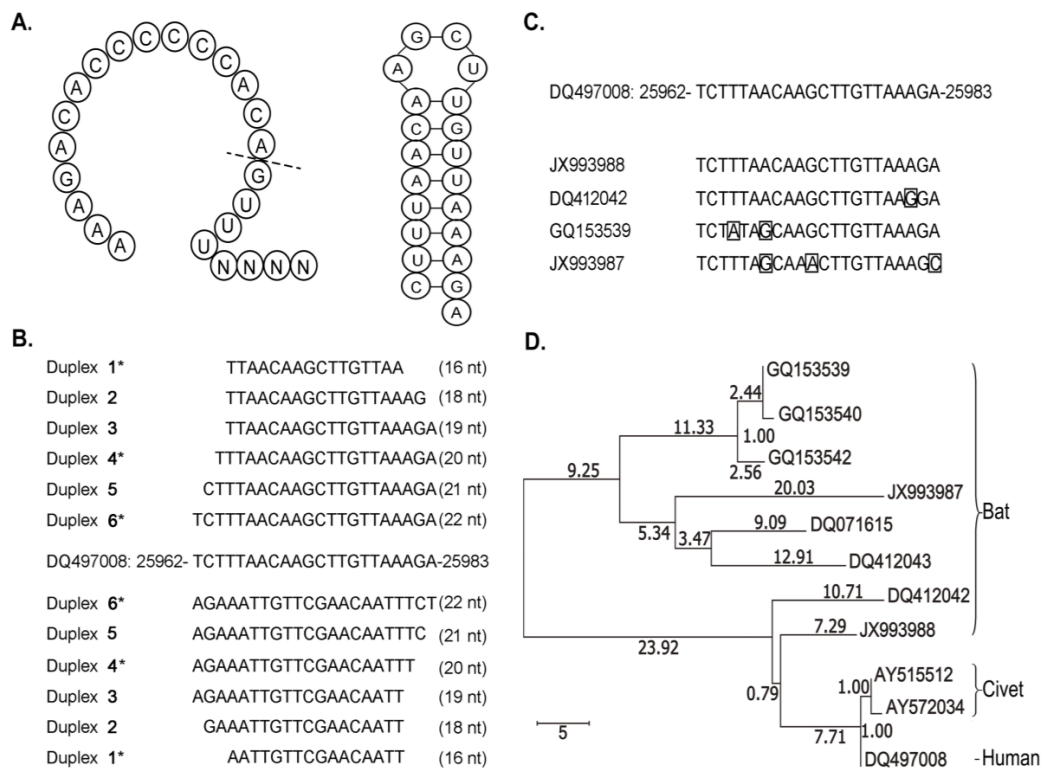 A.
A A A G A C A C C C C C C A C A G U U U N N N N
G C
A U
A U
C G
A U
A U
U A
U A
U A
C G
A
B.
Duplex 1* TTAACAAGCTTGTTAA (16 nt)
Duplex 2 TTAACAAGCTTGTTAAAG (18 nt)
Duplex 3 TTAACAAGCTTGTTAAAGA (19 nt)
Duplex 4* TTTAACAAGCTTGTTAAAGA (20 nt)
Duplex 5 CTTTAACAAGCTTGTTAAAGA (21 nt)
Duplex 6* TCTTTAACAAGCTTGTTAAAGA (22 nt)
DQ497008: 25962- TCTTTAACAAGCTTGTTAAAGA-25983
Duplex 6* AGAAATTGTTCGAACAATTTCT (22 nt)
Duplex 5 AGAAATTGTTCGAACAATTTC (21 nt)
Duplex 4* AGAAATTGTTCGAACAATTT (20 nt)
Duplex 3 AGAAATTGTTCGAACAATT (19 nt)
Duplex 2 GAAATTGTTCGAACAATT (18 nt)
Duplex 1* AATTGTTCGAACAATT (16 nt)
C.
DQ497008: 25962- TCTTTAACAAGCTTGTTAAAGA-25983
JX993988 TCTTTAACAAGCTTGTTAAAGA
DQ412042 TCTTTAACAAGCTTGTTAAGGA
GQ153539 TCTATAGCAAGCTTGTTAAAGA
JX993987 TCTTTAGCAAACTTGTTAAAGC
D.
GQ153539
2.44
GQ153540
11.33
1.00
GQ153542
2.56
9.25
20.03
JX993987
5.34
9.09
DQ071615
3.47
12.91
DQ412043
Bat
10.71
DQ412042
7.29
JX993988
23.92
0.79
AY515512
1.00
AY572034
Civet
7.71
1.00
DQ497008
-Human
5